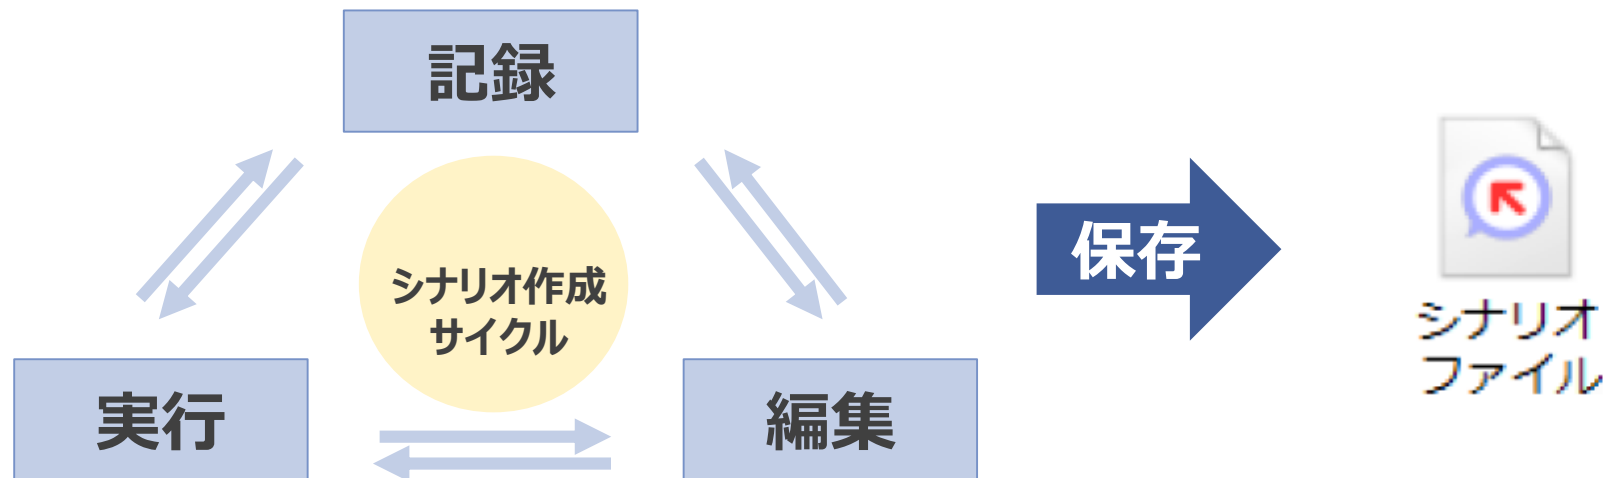 記録
シナリオ作成
サイクル
実行
編集
保存
シナリオ
ファイル